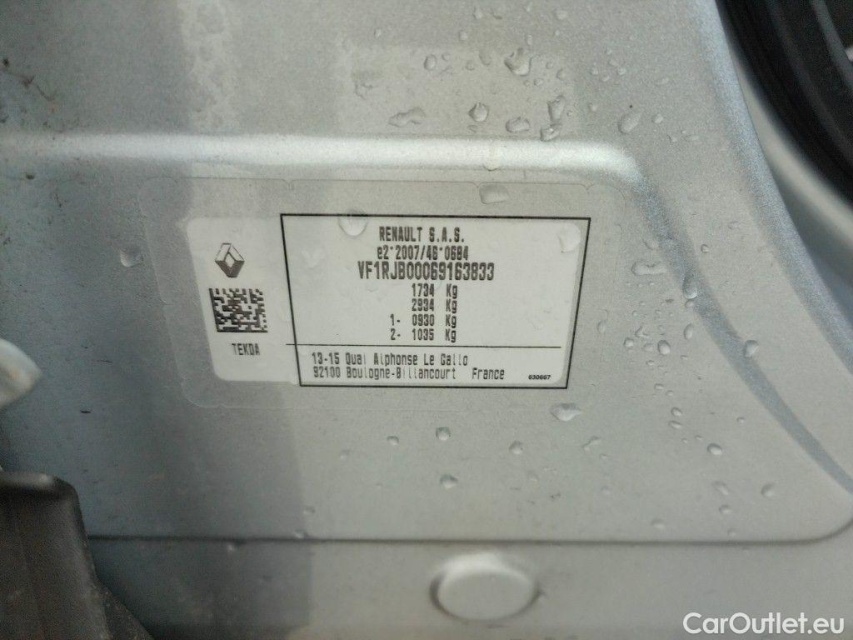 RENAULT S.A.S.
e2*2007/46*0684
VF1RJB00069163833
1734 Kg
2934 Kg
1- 0930 Kg
2- 1035 Kg
TEKDA
13-15 Quai Alphonse Le Gallo
92100 Boulogne-Billancourt France
630667
CarOutlet.eu